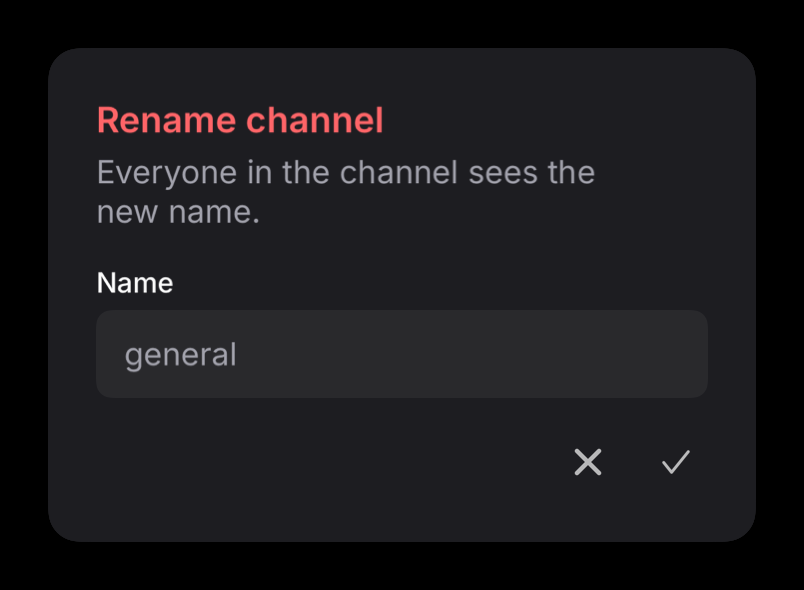 Rename channel
Everyone in the channel sees the
new name.
Name
general